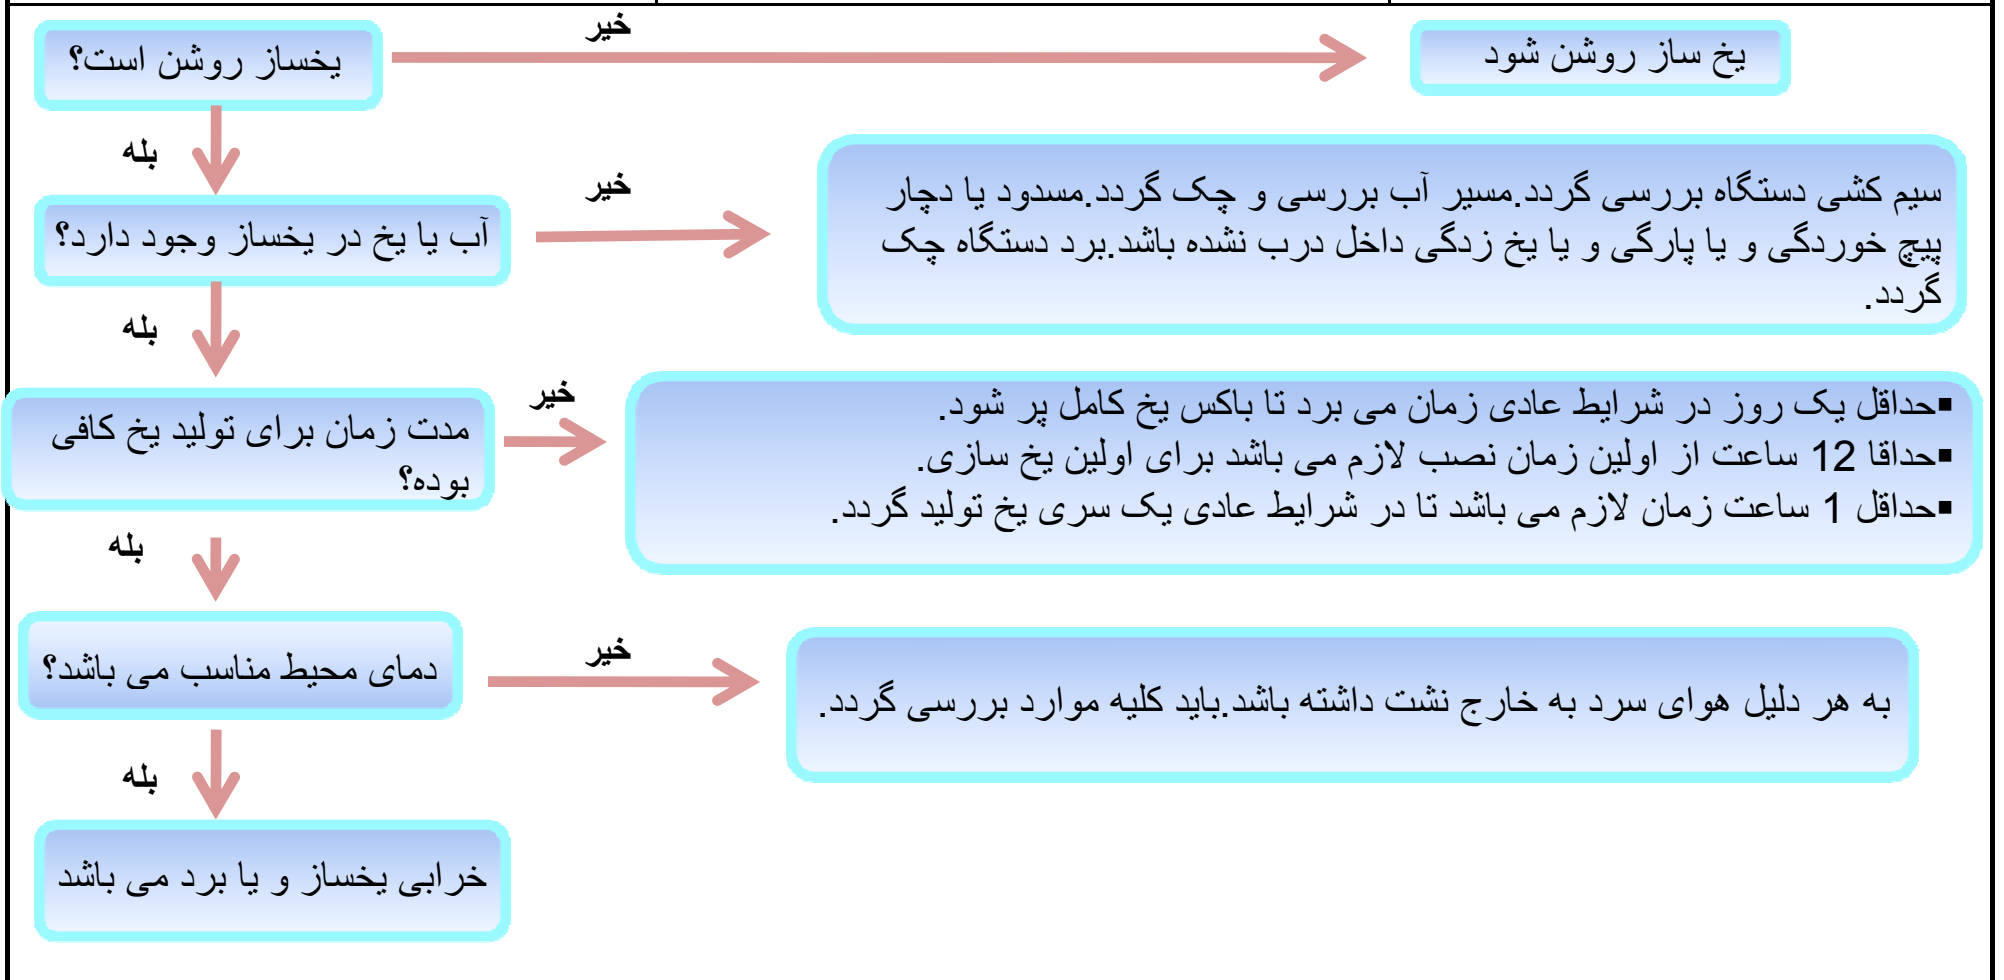 یخساز روشن است؟
خیر
یخ ساز روشن شود
بله
آب یا یخ در یخساز وجود دارد؟
خیر
سیم کشی دستگاه بررسی گردد.مسیر آب بررسی و چک گردد.مسدود یا دچار
پیچ خوردگی و یا پارگی و یا یخ زدگی داخل درب نشده باشد.برد دستگاه چک
گردد.
بله
مدت زمان برای تولید یخ کافی
بوده؟
خیر
▪حداقل یک روز در شرایط عادی زمان می برد تا باکس یخ کامل پر شود.
▪حداقا 12 ساعت از اولین زمان نصب لازم می باشد برای اولین یخ سازی.
▪حداقل 1 ساعت زمان لازم می باشد تا در شرایط عادی یک سری یخ تولید گردد.
بله
دمای محیط مناسب می باشد؟
خیر
به هر دلیل هوای سرد به خارج نشت داشته باشد.باید کلیه موارد بررسی گردد.
بله
خرابی یخساز و یا برد می باشد